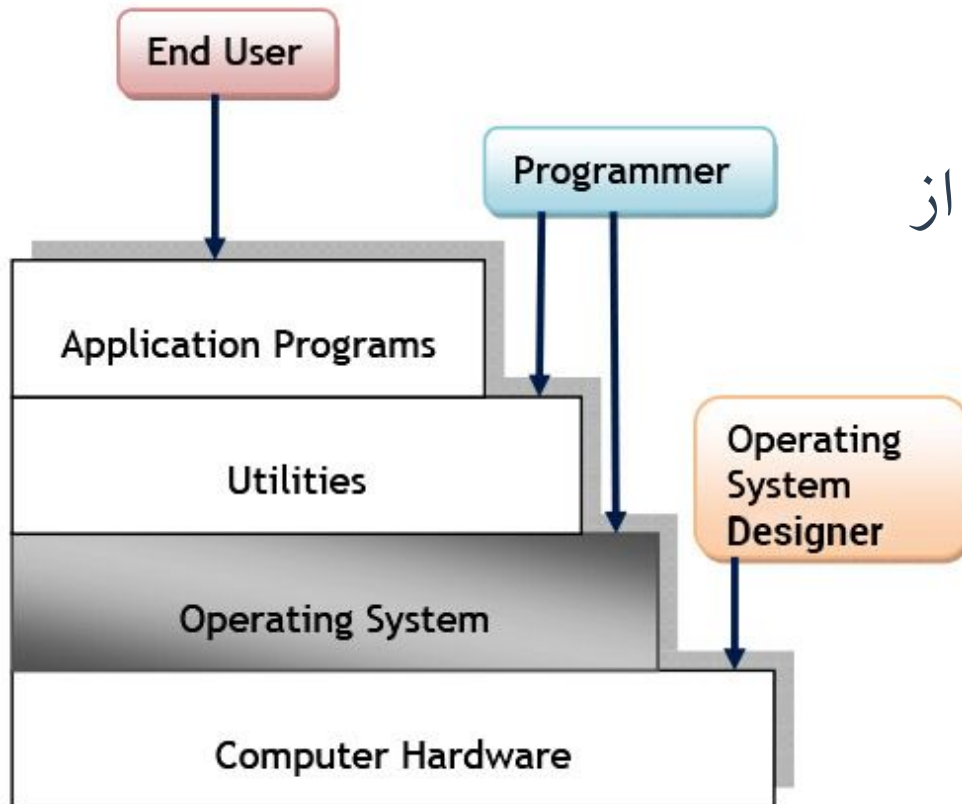 End User
Programmer
از
Application Programs
Utilities
Operating
System
Designer
Operating System
Computer Hardware